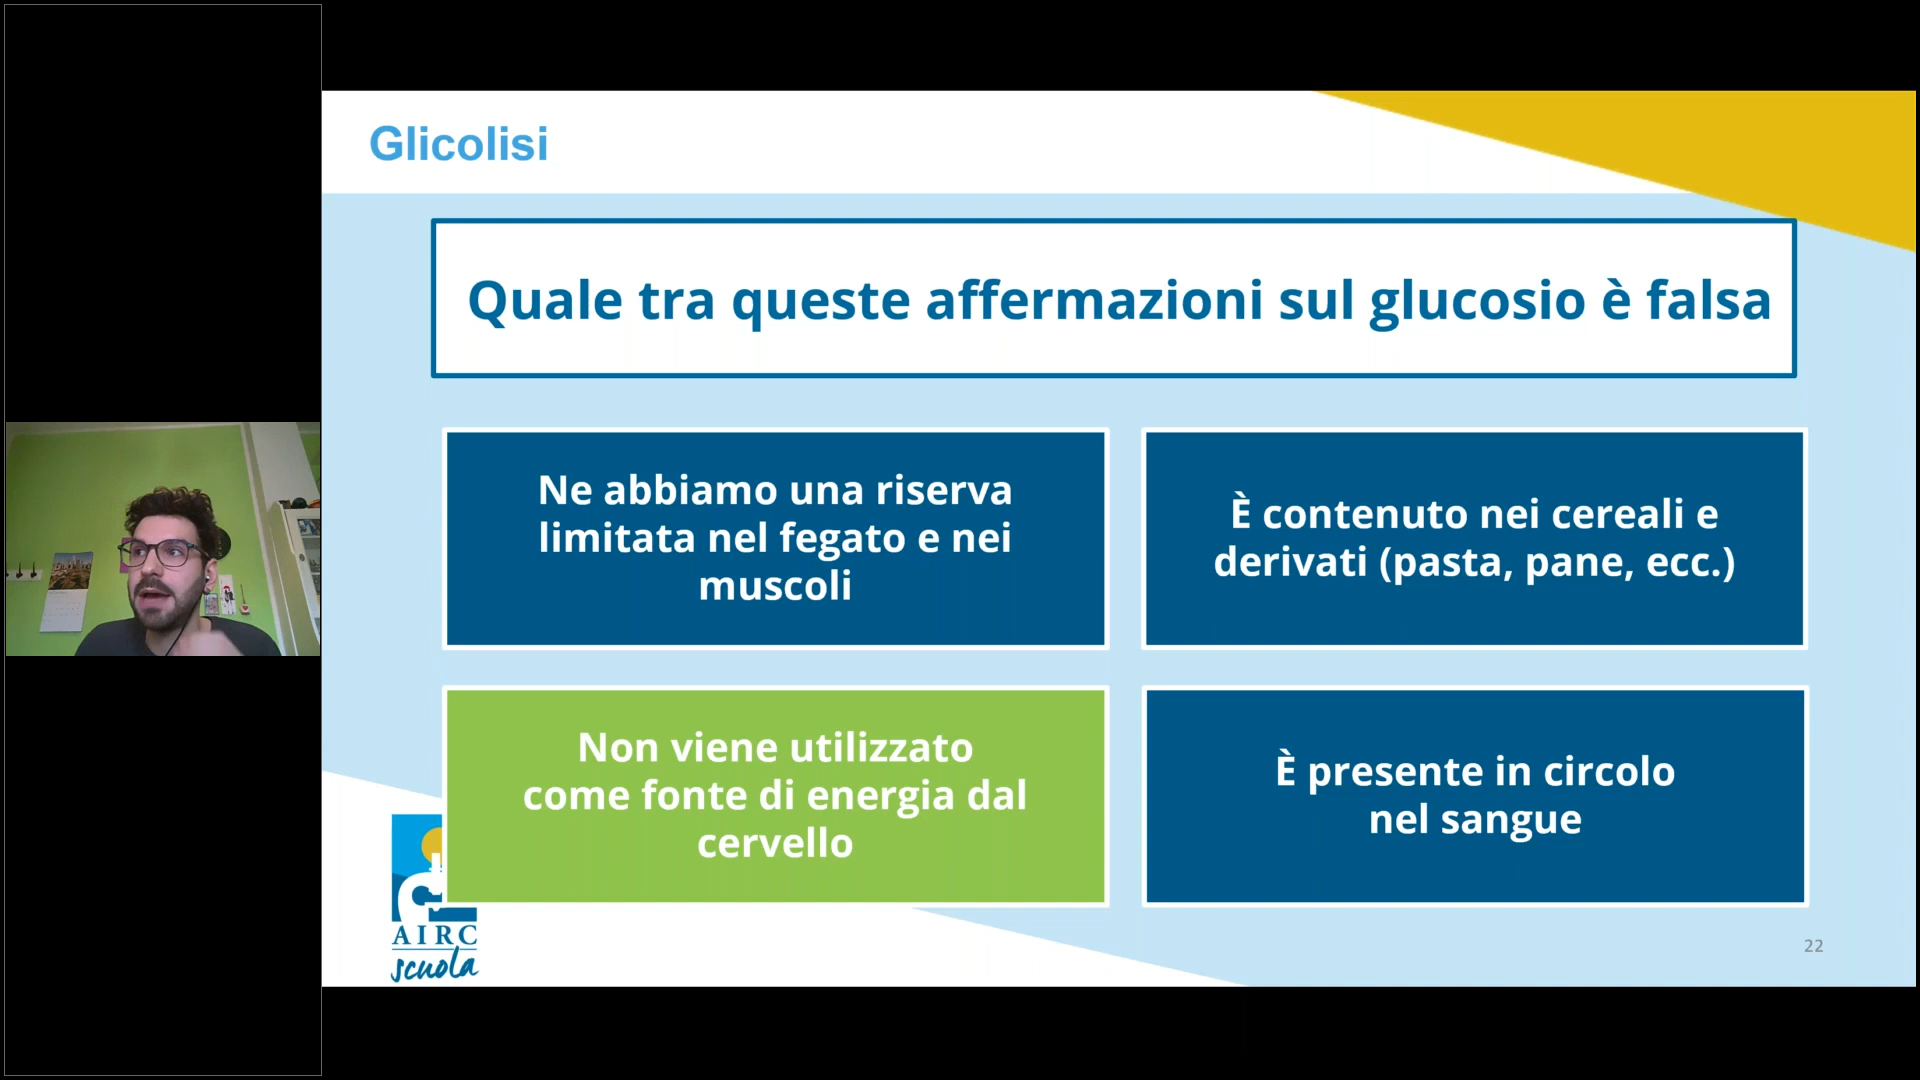 Glicolisi
Quale tra queste affermazioni sul glucosio è falsa
Ne abbiamo una riserva
limitata nel fegato e nei
muscoli
È contenuto nei cereali e
derivati (pasta, pane, ecc.)
Non viene utilizzato
come fonte di energia dal
cervello
È presente in circolo
nel sangue
AIRC
scuola
22